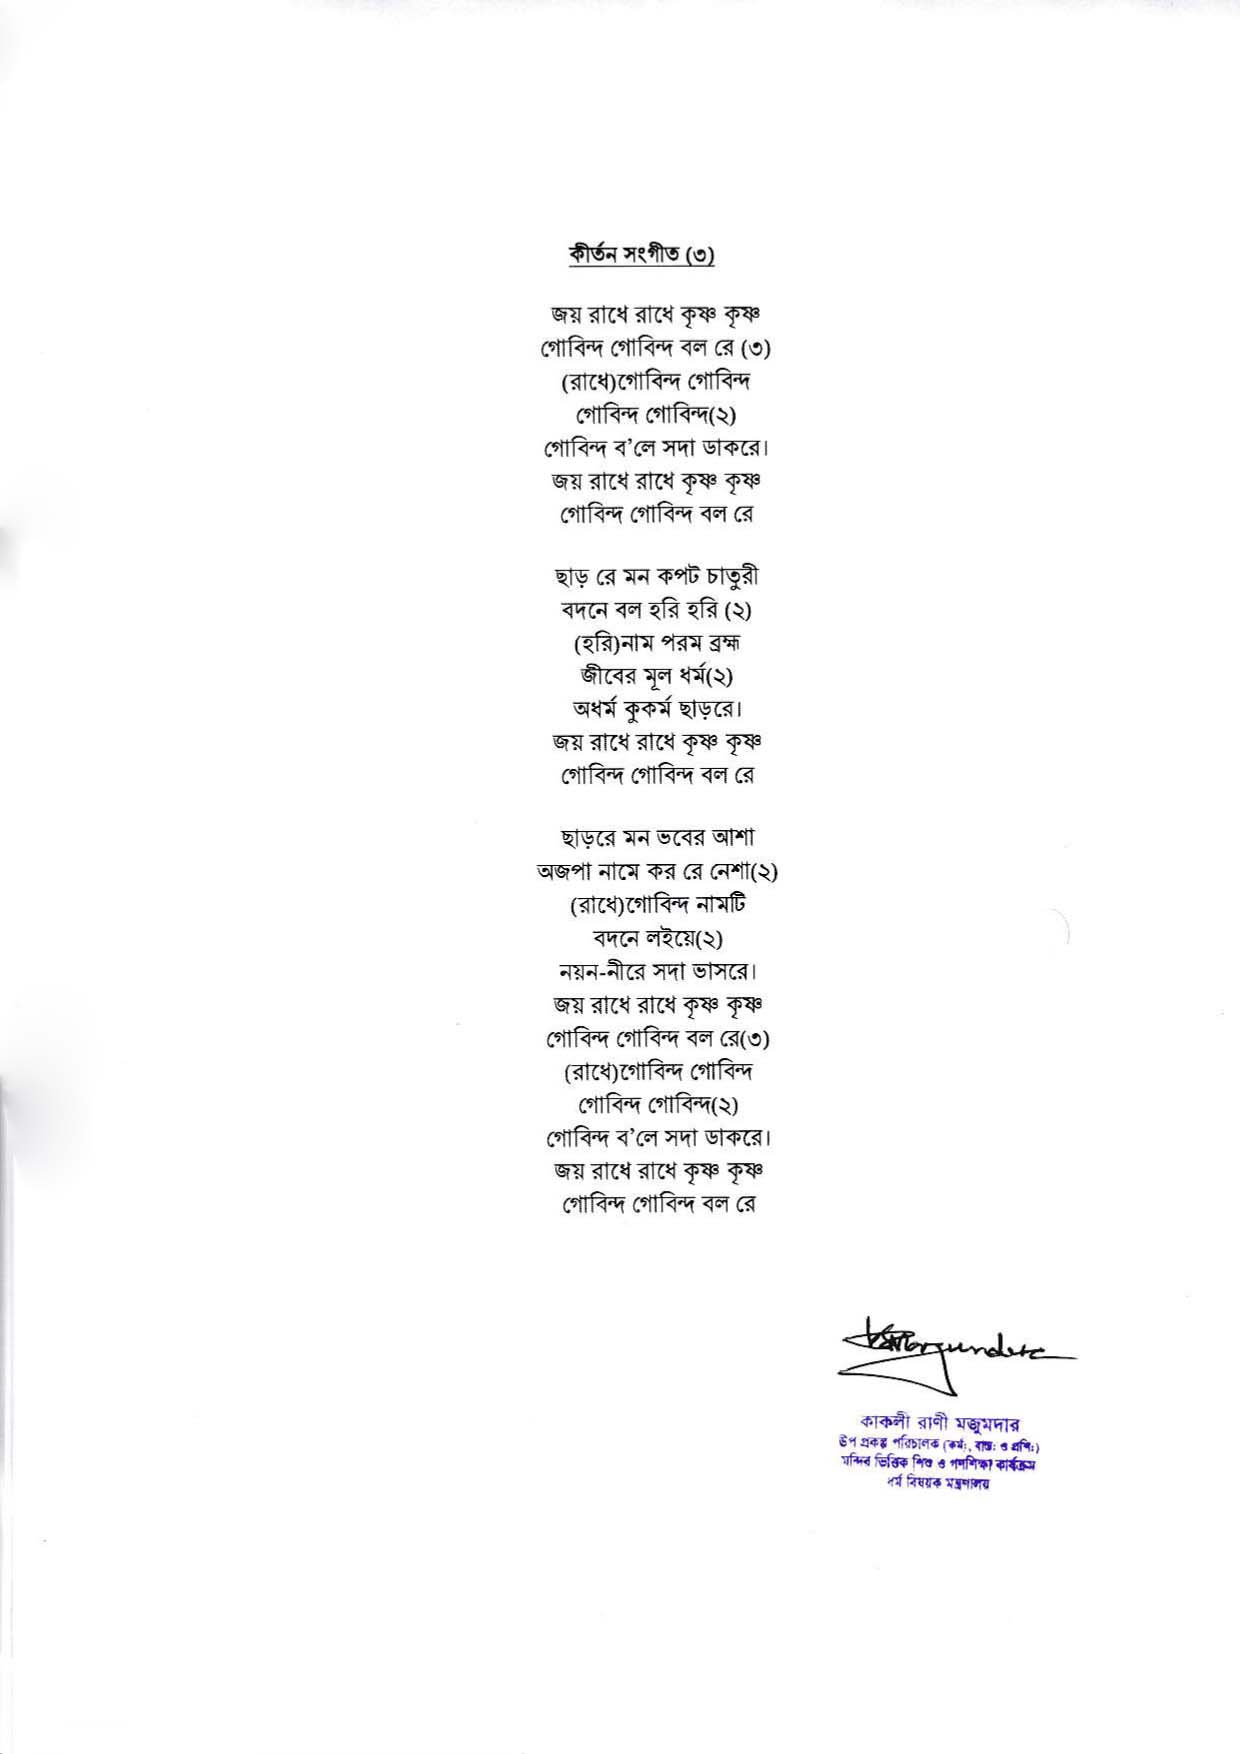 কীর্তন সংগীত (৩)
জয় রাধে রাধে কৃষ্ণ কৃষ্ণ
গোবিন্দ গোবিন্দ বল রে (৩)
(রাধে)গোবিন্দ গোবিন্দ
গোবিন্দ গোবিন্দ(২)
গোবিন্দ ব'লে সদা ডাকরে।
জয় রাধে রাধে কৃষ্ণ কৃষ্ণ
গোবিন্দ গোবিন্দ বল রে
ছাড় রে মন কপট চাতুরী
বদনে বল হরি হরি (২)
(হরি)নাম পরম ব্রহ্ম
জীবের মূল ধর্ম(২)
অধর্ম কুকর্ম ছাড়রে।
জয় রাধে রাধে কৃষ্ণ কৃষ্ণ
গোবিন্দ গোবিন্দ বল রে
ছাড়রে মন ভবের আশা
অজপা নামে কর রে নেশা(২)
(রাধে)গোবিন্দ নামটি
বদনে লইয়ে(২)
নয়ন-নীরে সদা ভাসরে।
জয় রাধে রাধে কৃষ্ণ কৃষ্ণ
গোবিন্দ গোবিন্দ বল রে(৩)
(রাধে)গোবিন্দ গোবিন্দ
গোবিন্দ গোবিন্দ(২)
গোবিন্দ ব'লে সদা ডাকরে।
জয় রাধে রাধে কৃষ্ণ কৃষ্ণ
গোবিন্দ গোবিন্দ বল রে
কাকলী রাণী মজুমদার
উপ প্রকল্প পরিচালক (কর্ম:, বাস্ত: ও প্রশি:)
মন্দির ভিত্তিক শিশু ও গণশিক্ষা কার্যক্রম
ধর্ম বিষয়ক মন্ত্রণালয়